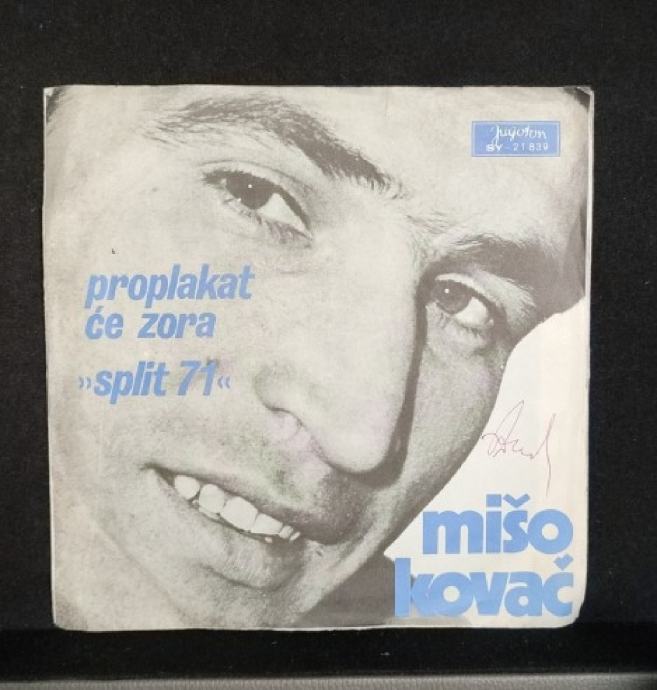 Jugoton
SY - 21839
proplakat
će zora
»split 71«
mišo
kovač